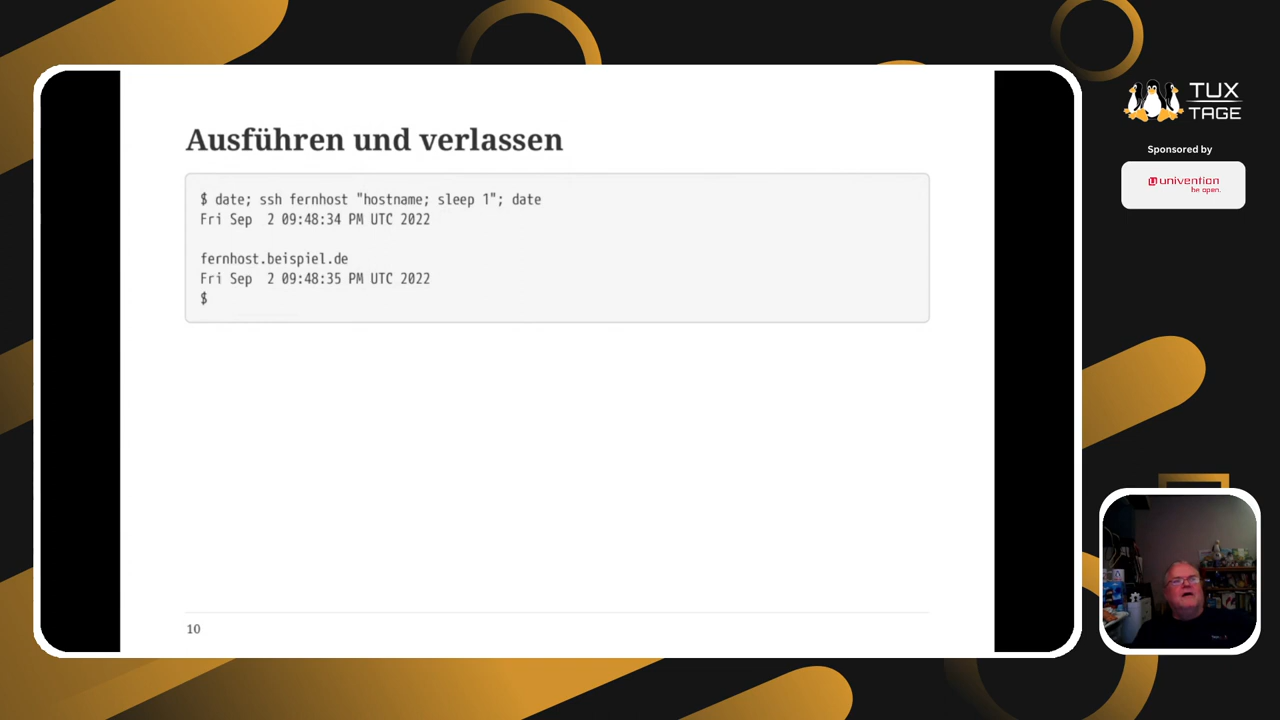 Ausführen und verlassen
$ date; ssh fernhost "hostname; sleep 1"; date
Fri Sep  2 09:48:34 PM UTC 2022

fernhost.beispiel.de
Fri Sep  2 09:48:35 PM UTC 2022
$
10
TUX
TAGE
Sponsored by
univention
be open.